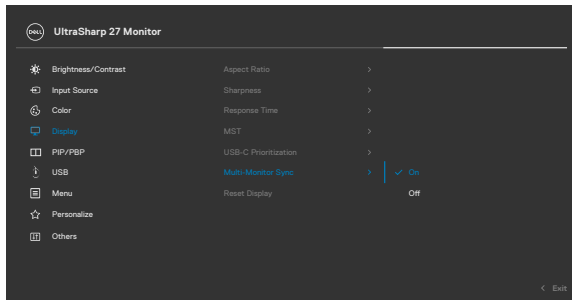 DELL UltraSharp 27 Monitor
Brightness/Contrast
Input Source
Color
Display
PIP/PBP
USB
Menu
Personalize
Others
Aspect Ratio
Sharpness
Response Time
MST
USB-C Prioritization
Multi-Monitor Sync
Reset Display
On
Off
Exit